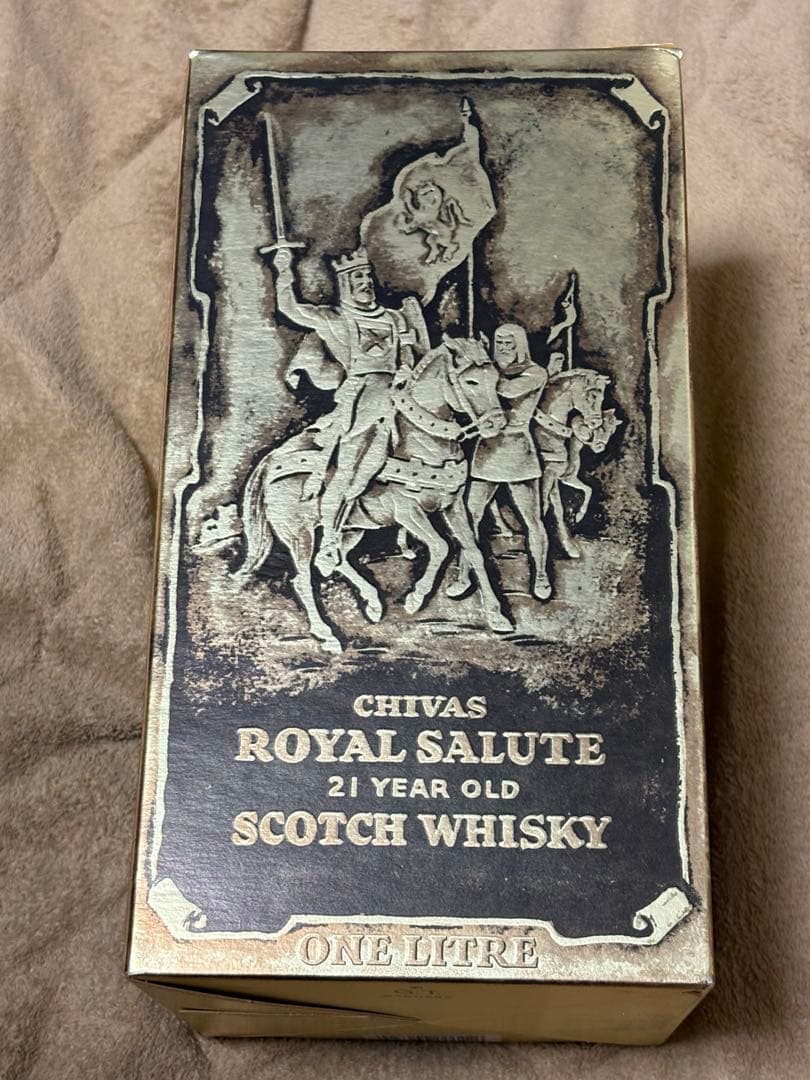 CHIVAS
ROYAL SALUTE
21 YEAR OLD
SCOTCH WHISKY
ONE LITRE